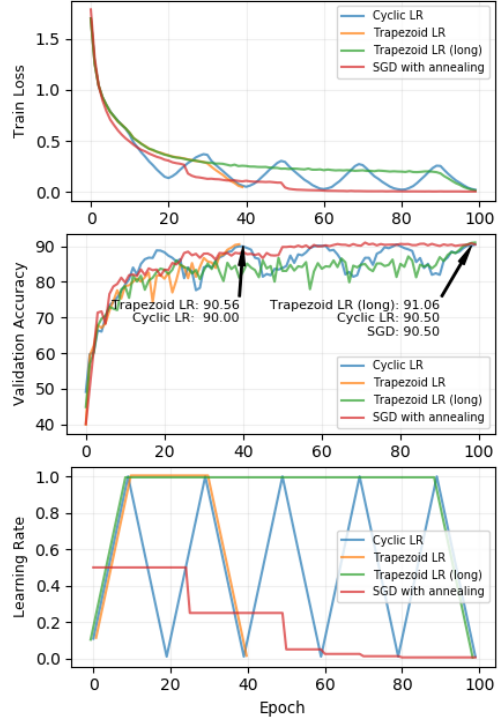 Train Loss
1.5
1.0
0.5
0.0
Cyclic LR
Trapezoid LR
Trapezoid LR (long)
SGD with annealing
0 20 40 60 80 100
Validation Accuracy
90
80
70
60
50
40
Trapezoid LR: 90.56
Cyclic LR: 90.00
Trapezoid LR (long): 91.06
Cyclic LR: 90.50
SGD: 90.50
Cyclic LR
Trapezoid LR
Trapezoid LR (long)
SGD with annealing
0 20 40 60 80 100
Learning Rate
1.0
0.8
0.6
0.4
0.2
0.0
Cyclic LR
Trapezoid LR
Trapezoid LR (long)
SGD with annealing
0 20 40 60 80 100
Epoch